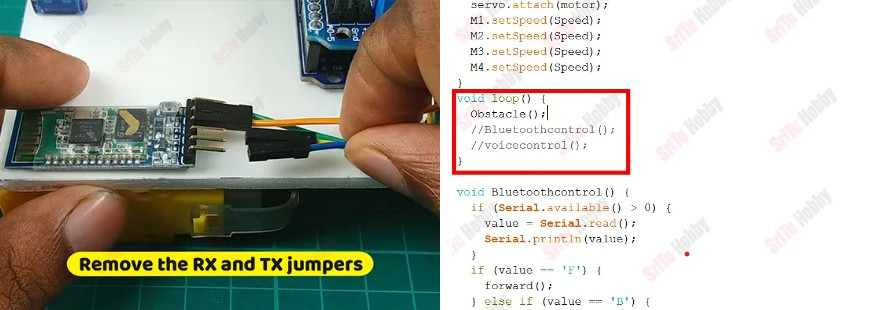 Remove the RX and TX jumpers
servo.attach(motor);
M1.setSpeed(Speed);
M2.setSpeed(Speed);
M3.setSpeed(Speed);
M4.setSpeed(Speed);
}
void loop() {
Obstacle();
//Bluetoothcontrol();
//voicecontrol();
}
void Bluetoothcontrol() {
if (Serial.available() > 0) {
value = Serial.read();
Serial.println(value);
}
if (value == 'F') {
forward();
} else if (value == 'B') {
SriTu Hobby